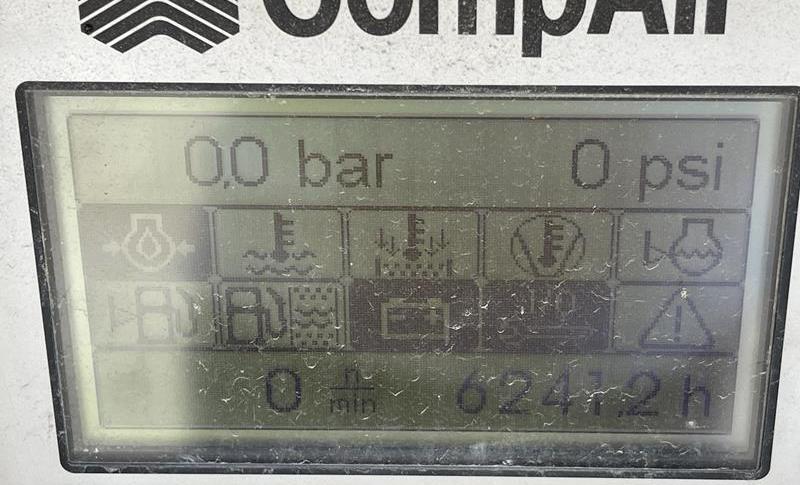 CompAir
0,0 bar 0 psi
0 n/min 6241,2 h